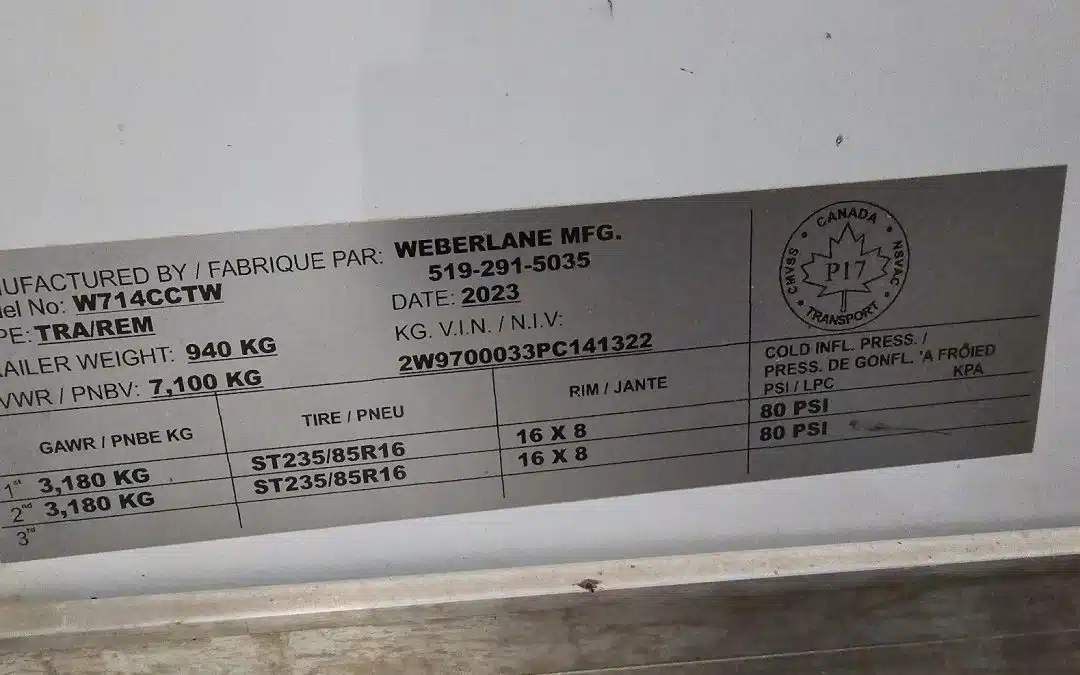 NUFACTURED BY / FABRIQUE PAR: WEBERLANE MFG.
519-291-5035
el No: W714CCTW
DATE: 2023
PE: TRA/REM
KG. V.I.N. / N.I.V:
AILER WEIGHT: 940 KG
2W9700033PC141322
VWR / PNBV: 7,100 KG
CANADA
CMVSS
NSVAC
P17
TRANSPORT
GAWR / PNBE KG
TIRE / PNEU
RIM / JANTE
COLD INFL. PRESS. /
PRESS. DE GONFL. 'A FRÔIED
PSI / LPC KPA
1st 3,180 KG ST235/85R16 16 X 8 80 PSI
2nd 3,180 KG ST235/85R16 16 X 8 80 PSI
3rd